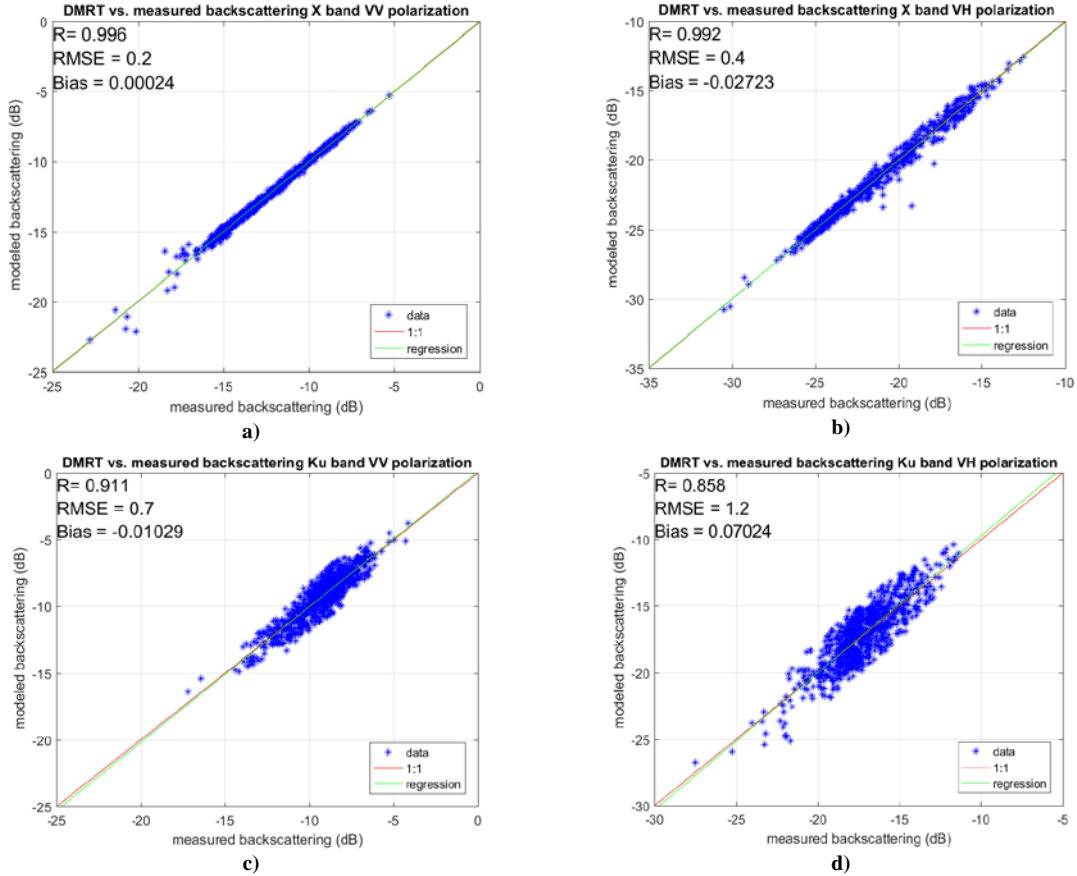 DMRT vs. measured backscattering X band VV polarization
R= 0.996
RMSE = 0.2
Bias = 0.00024
0
-5
-10
-15
-20
-25
modeled backscattering (dB)
data
1:1
regression
-25 -20 -15 -10 -5 0
measured backscattering (dB)
a)
DMRT vs. measured backscattering X band VH polarization
R= 0.992
RMSE = 0.4
Bias = -0.02723
-10
-15
-20
-25
-30
-35
modeled backscattering (dB)
data
1:1
regression
-35 -30 -25 -20 -15 -10
measured backscattering (dB)
b)
DMRT vs. measured backscattering Ku band VV polarization
R= 0.911
RMSE = 0.7
Bias = -0.01029
0
-5
-10
-15
-20
-25
modeled backscattering (dB)
data
1:1
regression
-25 -20 -15 -10 -5 0
measured backscattering (dB)
c)
DMRT vs. measured backscattering Ku band VH polarization
R= 0.858
RMSE = 1.2
Bias = 0.07024
-5
-10
-15
-20
-25
-30
modeled backscattering (dB)
data
1:1
regression
-30 -25 -20 -15 -10 -5
measured backscattering (dB)
d)